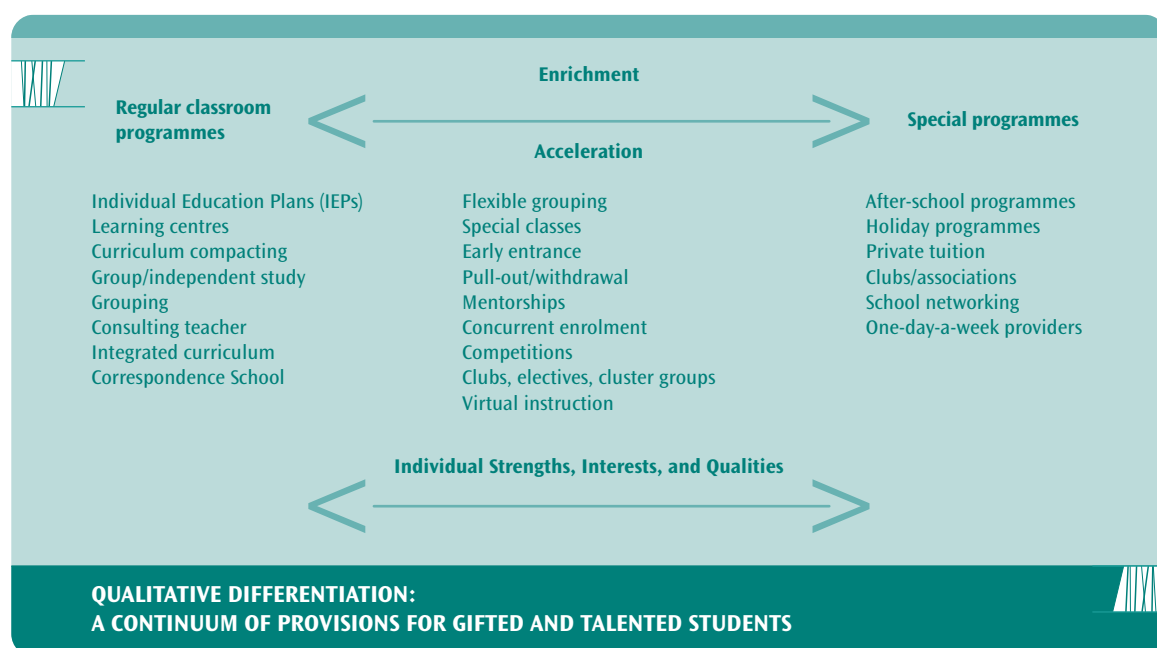 Enrichment
Regular classroom
programmes
Special programmes
Acceleration
Individual Education Plans (IEPs)
Learning centres
Curriculum compacting
Group/independent study
Grouping
Consulting teacher
Integrated curriculum
Correspondence School
Flexible grouping
Special classes
Early entrance
Pull-out/withdrawal
Mentorships
Concurrent enrolment
Competitions
Clubs, electives, cluster groups
Virtual instruction
After-school programmes
Holiday programmes
Private tuition
Clubs/associations
School networking
One-day-a-week providers
Individual Strengths, Interests, and Qualities
QUALITATIVE DIFFERENTIATION:
A CONTINUUM OF PROVISIONS FOR GIFTED AND TALENTED STUDENTS